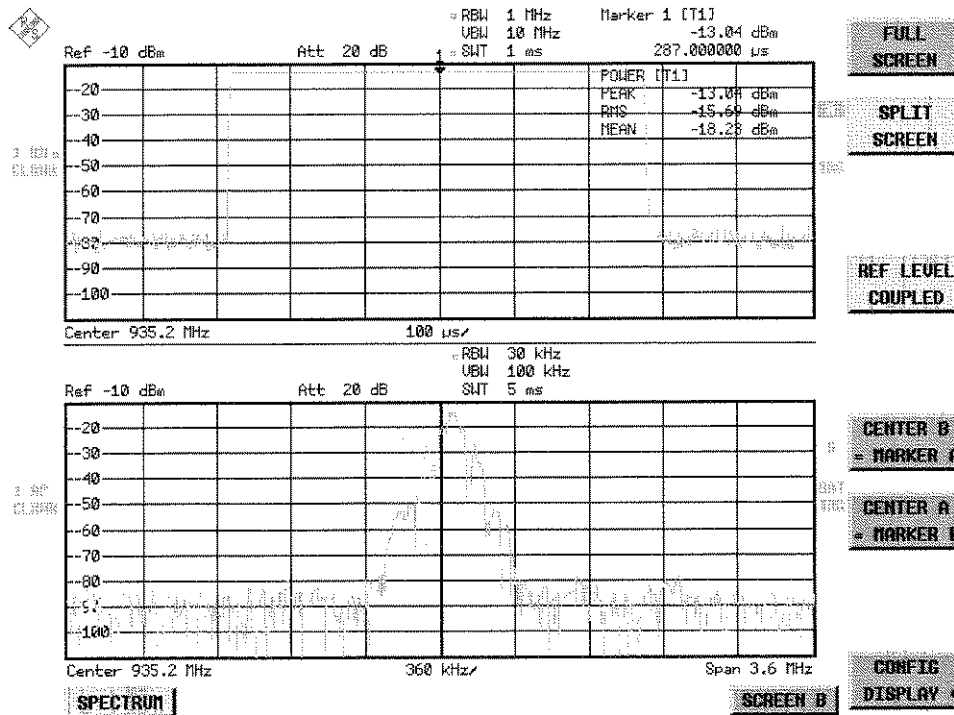 RBW 1 MHz Marker 1 [T1]
VBW 10 MHz -13.04 dBm
Ref -10 dBm Att 20 dB SWT 1 ms 287.000000 µs
1
POWER [T1]
PEAK -13.04 dBm
RMS -15.69 dBm
MEAN -18.23 dBm
-20
-30
-40
-50
-60
-70
-80
-90
-100
Center 935.2 MHz 100 µs/
RBW 30 kHz
VBW 100 kHz
Ref -10 dBm Att 20 dB SWT 5 ms
-20
-30
-40
-50
-60
-70
-80
-100
Center 935.2 MHz 360 kHz/ Span 3.6 MHz
SPECTRUM
SCREEN B
FULL
SCREEN
SPLIT
SCREEN
REF LEVEL
COUPLED
CENTER B
= MARKER A
CENTER A
= MARKER
CONFIG
DISPLAY